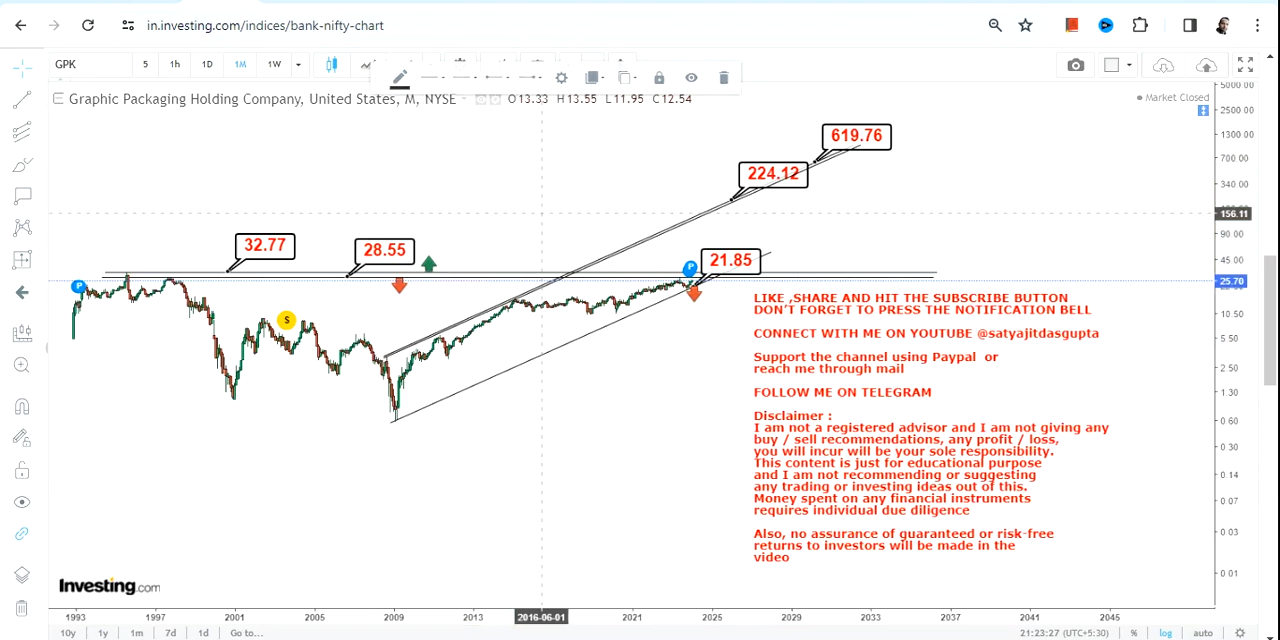 in.investing.com/indices/bank-nifty-chart
GPK 5 1h 1D 1M 1W
Graphic Packaging Holding Company, United States, M, NYSE O13.33 H13.55 L11.95 C12.54
Market Closed
5000.00
2500.00
1300.00
700.00
340.00
156.11
90.00
45.00
25.70
10.50
5.50
2.50
1.30
0.60
0.30
0.14
0.07
0.03
0.01
619.76
224.12
32.77
28.55
21.85
P
P
S
LIKE ,SHARE AND HIT THE SUBSCRIBE BUTTON
DON'T FORGET TO PRESS THE NOTIFICATION BELL
CONNECT WITH ME ON YOUTUBE @satyajitdasgupta
Support the channel using Paypal or
reach me through mail
FOLLOW ME ON TELEGRAM
Disclaimer :
I am not a registered advisor and I am not giving any
buy / sell recommendations, any profit / loss,
you will incur will be your sole responsibility.
This content is just for educational purpose
and I am not recommending or suggesting
any trading or investing ideas out of this.
Money spent on any financial instruments
requires individual due diligence
Also, no assurance of guaranteed or risk-free
returns to investors will be made in the
video
Investing.com
1993 1997 2001 2005 2009 2013 2016-06-01 2021 2025 2029 2033 2037 2041 2045
10y 1y 1m 7d 1d Go to... 21:23:27 (UTC+5:30) % log auto